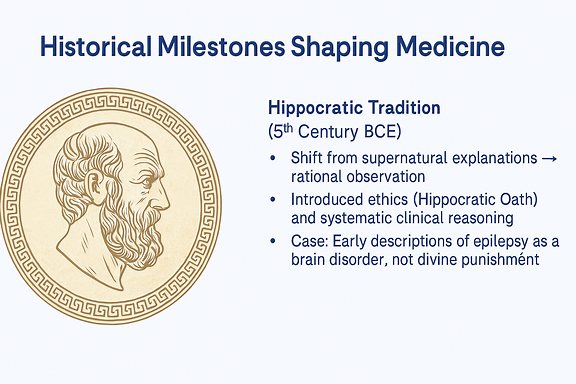 Historical Milestones Shaping Medicine
Hippocratic Tradition
(5th Century BCE)
• Shift from supernatural explanations →
rational observation
• Introduced ethics (Hippocratic Oath)
and systematic clinical reasoning
• Case: Early descriptions of epilepsy as a
brain disorder, not divine punishmént